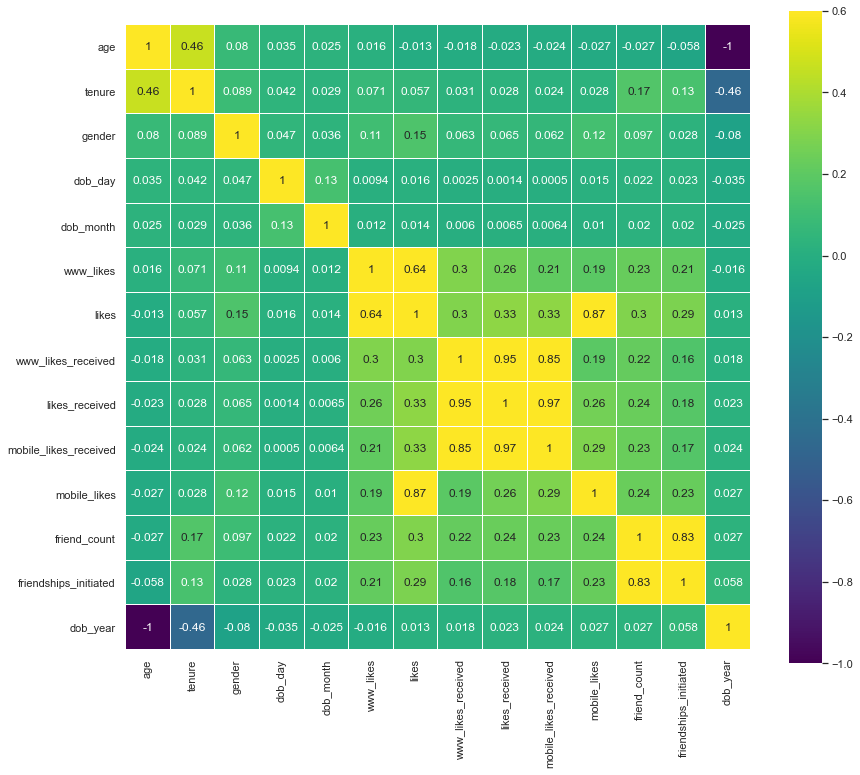 age 1 0.46 0.08 0.035 0.025 0.016 -0.013 -0.018 -0.023 -0.024 -0.027 -0.027 -0.058 -1
tenure 0.46 1 0.089 0.042 0.029 0.071 0.057 0.031 0.028 0.024 0.028 0.17 0.13 -0.46
gender 0.08 0.089 1 0.047 0.036 0.11 0.15 0.063 0.065 0.062 0.12 0.097 0.028 -0.08
dob_day 0.035 0.042 0.047 1 0.13 0.0094 0.016 0.0025 0.0014 0.0005 0.015 0.022 0.023 -0.035
dob_month 0.025 0.029 0.036 0.13 1 0.012 0.014 0.006 0.0065 0.0064 0.01 0.02 0.02 -0.025
www_likes 0.016 0.071 0.11 0.0094 0.012 1 0.64 0.3 0.26 0.21 0.19 0.23 0.21 -0.016
likes -0.013 0.057 0.15 0.016 0.014 0.64 1 0.3 0.33 0.33 0.87 0.3 0.29 0.013
www_likes_received -0.018 0.031 0.063 0.0025 0.006 0.3 0.3 1 0.95 0.85 0.19 0.22 0.16 0.018
likes_received -0.023 0.028 0.065 0.0014 0.0065 0.26 0.33 0.95 1 0.97 0.26 0.24 0.18 0.023
mobile_likes_received -0.024 0.024 0.062 0.0005 0.0064 0.21 0.33 0.85 0.97 1 0.29 0.23 0.17 0.024
mobile_likes -0.027 0.028 0.12 0.015 0.01 0.19 0.87 0.19 0.26 0.29 1 0.24 0.23 0.027
friend_count -0.027 0.17 0.097 0.022 0.02 0.23 0.3 0.22 0.24 0.23 0.24 1 0.83 0.027
friendships_initiated -0.058 0.13 0.028 0.023 0.02 0.21 0.29 0.16 0.18 0.17 0.23 0.83 1 0.058
dob_year -1 -0.46 -0.08 -0.035 -0.025 -0.016 0.013 0.018 0.023 0.024 0.027 0.027 0.058 1
age
tenure
gender
dob_day
dob_month
www_likes
likes
www_likes_received
likes_received
mobile_likes_received
mobile_likes
friend_count
friendships_initiated
dob_year
0.6
0.4
0.2
0.0
−0.2
−0.4
−0.6
−0.8
−1.0